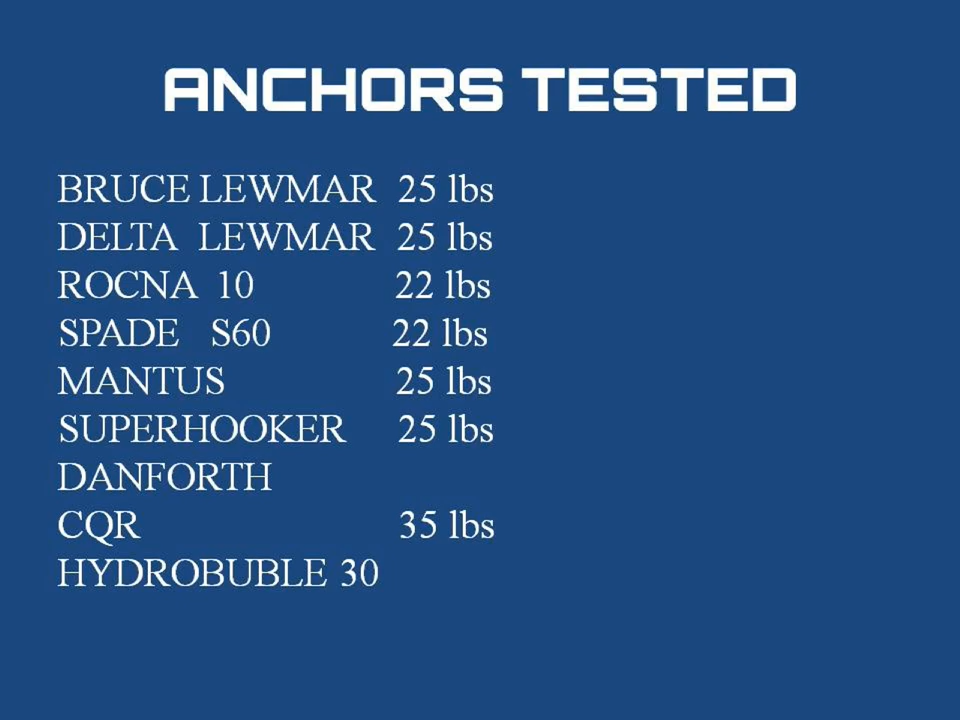 ANCHORS TESTED
BRUCE LEWMAR 25 lbs
DELTA LEWMAR 25 lbs
ROCNA 10 22 lbs
SPADE S60 22 lbs
MANTUS 25 lbs
SUPERHOOKER 25 lbs
DANFORTH
CQR 35 lbs
HYDROBUBLE 30